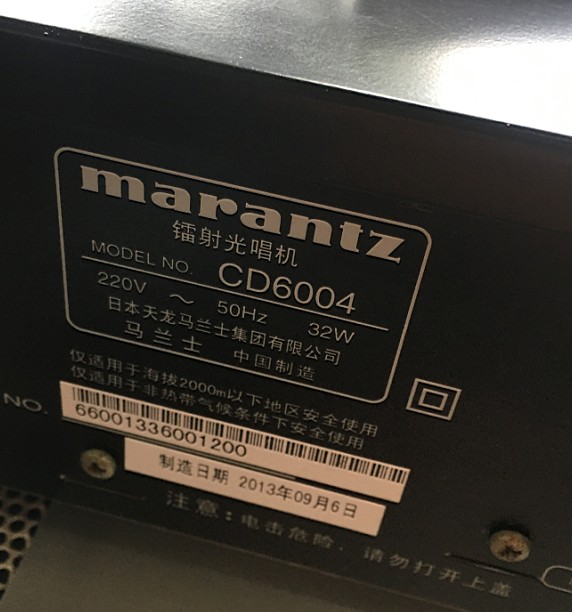 marantz
镭射光唱机
MODEL NO. CD6004
220V ～ 50Hz 32W
日本天龙马兰士集团有限公司
马兰士 中国制造
仅适用于海拔2000m以下地区安全使用
仅适用于非热带气候条件下安全使用
NO.
66001336001200
制造日期 2013年09月6日
注意:电击危险, 请勿打开上盖